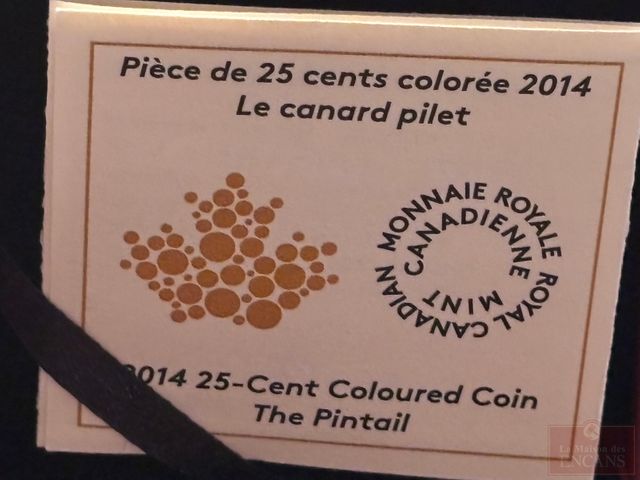 Pièce de 25 cents colorée 2014
Le canard pilet
MONNAIE ROYALE CANADIENNE
ROYAL CANADIAN MINT
2014 25-Cent Coloured Coin
The Pintail
La Maison des
ENCANS